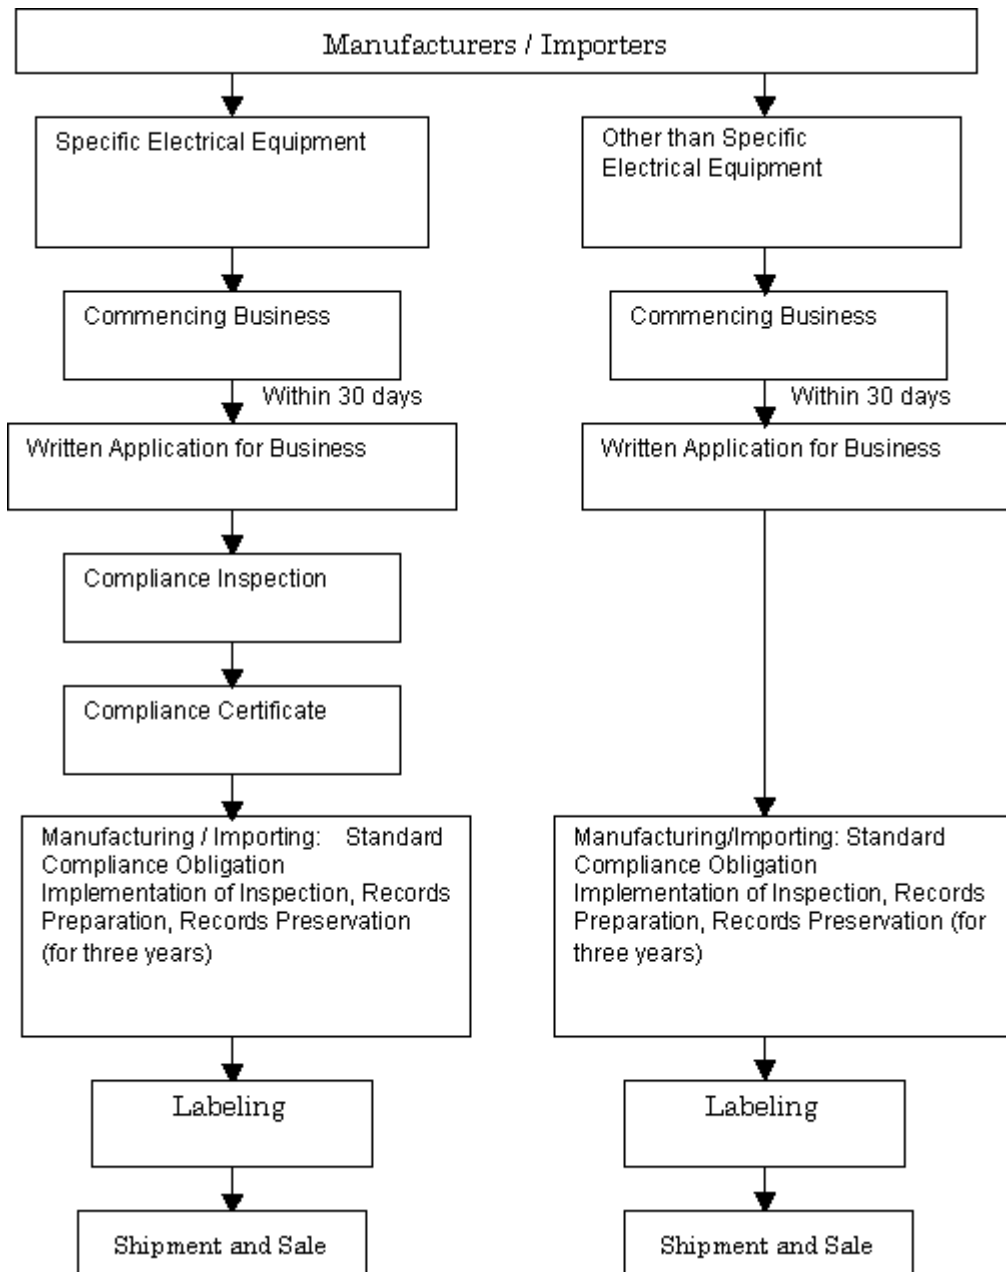 Manufacturers / Importers
Specific Electrical Equipment
Other than Specific
Electrical Equipment
Commencing Business
Commencing Business
Within 30 days
Within 30 days
Written Application for Business
Written Application for Business
Compliance Inspection
Compliance Certificate
Manufacturing / Importing: Standard
Compliance Obligation
Implementation of Inspection, Records
Preparation, Records Preservation
(for three years)
Manufacturing/Importing: Standard
Compliance Obligation
Implementation of Inspection, Records
Preparation, Records Preservation (for
three years)
Labeling
Labeling
Shipment and Sale
Shipment and Sale